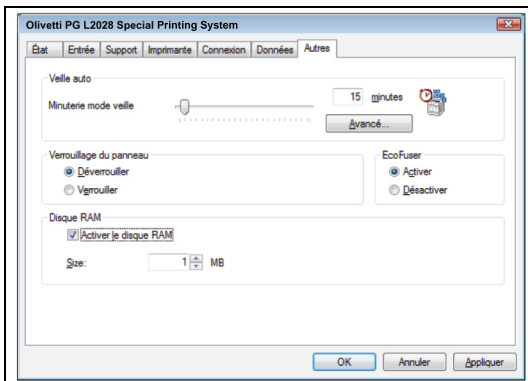 Olivetti PG L2028 Special Printing System
État Entrée Support Imprimante Connexion Données Autres
Veille auto
Minuterie mode veille
15 minutes
Avancé...
Verrouillage du panneau
Déverrouiller
Verrouiller
EcoFuser
Activer
Désactiver
Disque RAM
Activer le disque RAM
Size: 1 MB
OK Annuler Appliquer